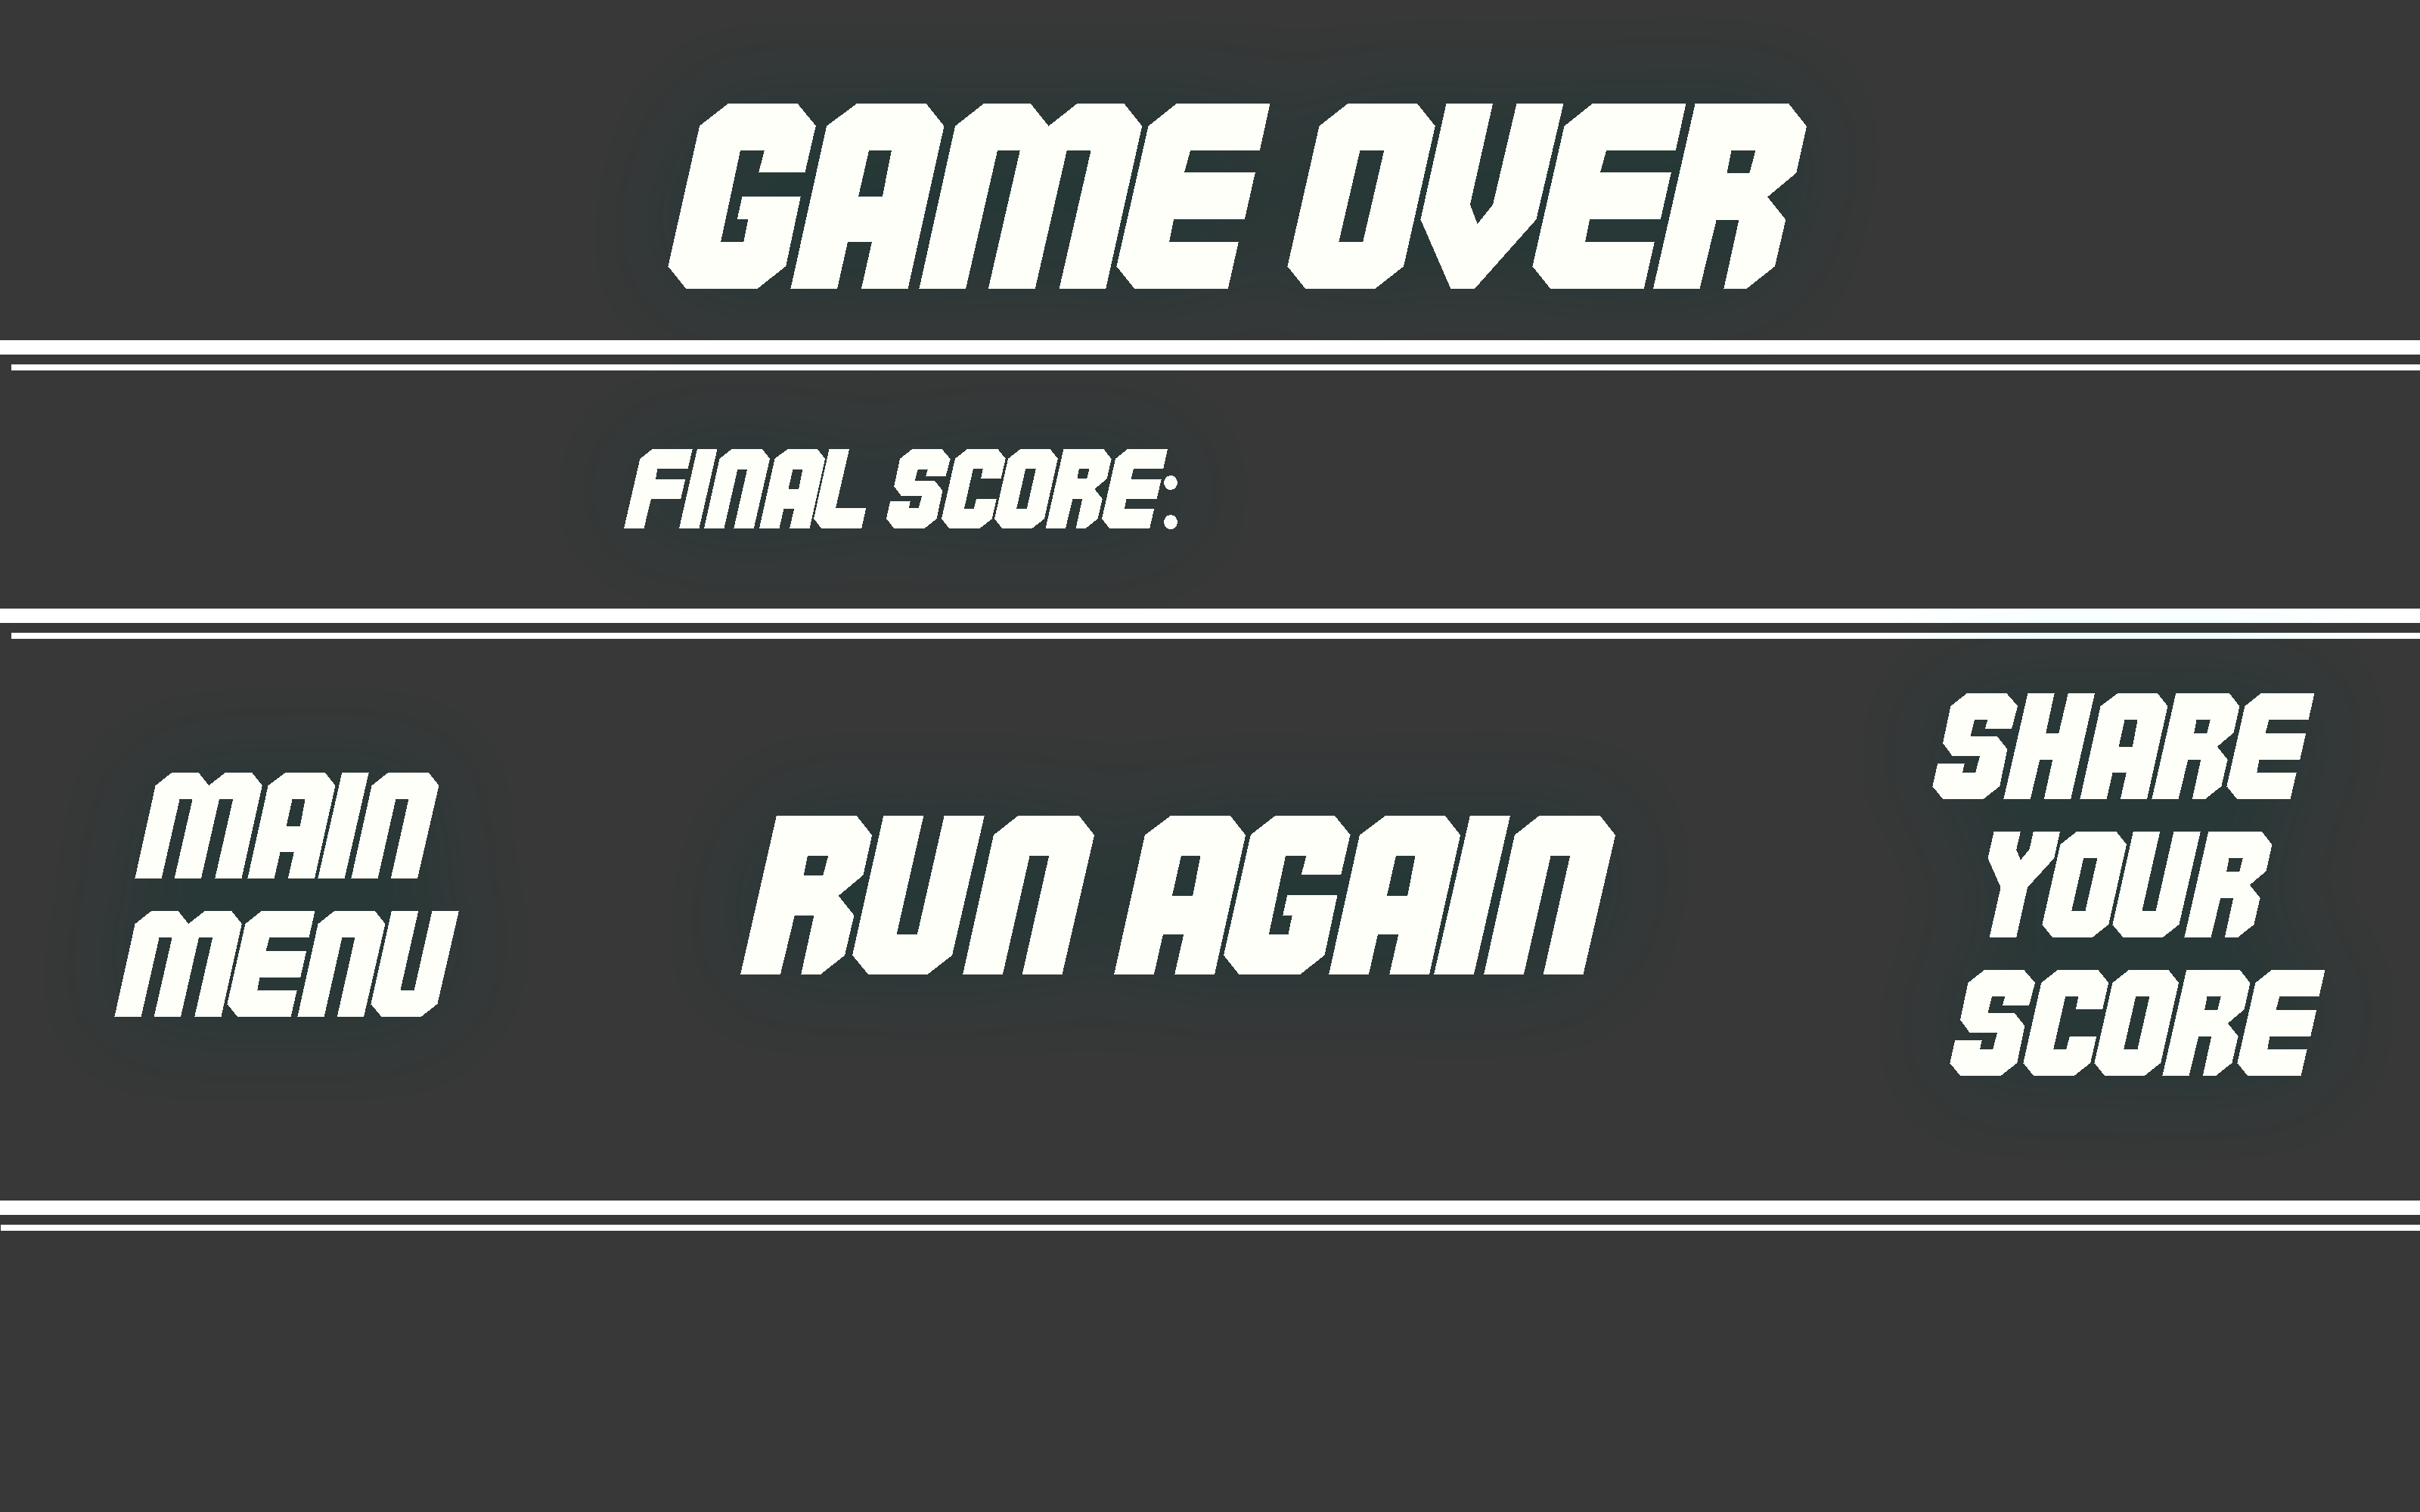 GAME OVER
FINAL SCORE:
MAIN
MENU
RUN AGAIN
SHARE
YOUR
SCORE